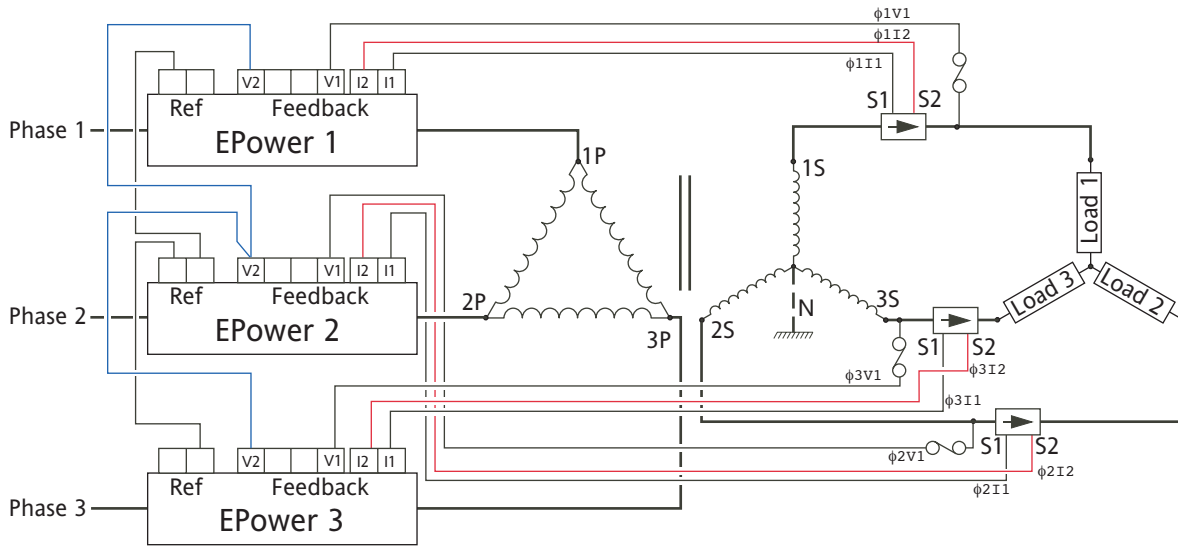 ϕ1V1
ϕ1I2
ϕ1I1
V2 V1 I2 I1
Ref Feedback
Phase 1 EPower 1
S1 S2
1P
1S
Load 1
V2 V1 I2 I1
Ref Feedback
Phase 2 EPower 2
2P
3P
2S
N
3S
Load 3
Load 2
S1 S2
ϕ3V1
ϕ3I2
ϕ3I1
V2 V1 I2 I1
Ref Feedback
Phase 3 EPower 3
S1 S2
ϕ2V1
ϕ2I2
ϕ2I1